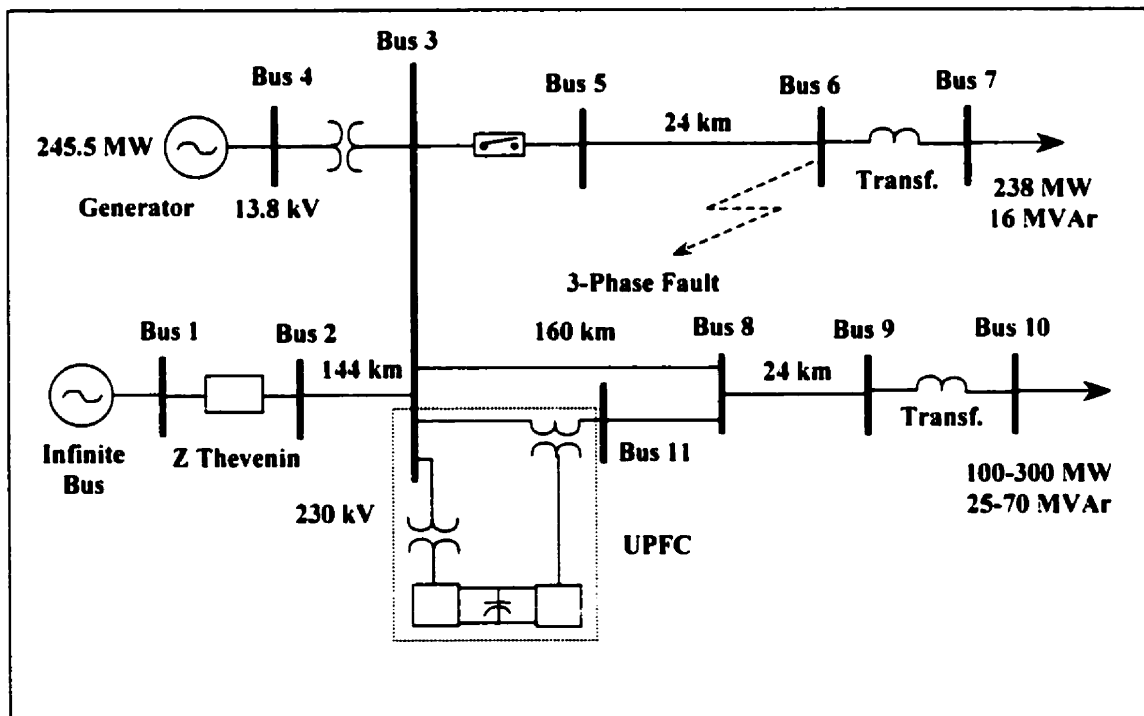 Bus 3
Bus 4
Bus 5
Bus 6
Bus 7
24 km
245.5 MW
Generator
13.8 kV
Transf.
238 MW
16 MVAr
3-Phase Fault
Bus 1
Bus 2
144 km
160 km
Bus 8
Bus 9
Bus 10
24 km
Infinite
Bus
Z Thevenin
Bus 11
Transf.
230 kV
UPFC
100-300 MW
25-70 MVAr